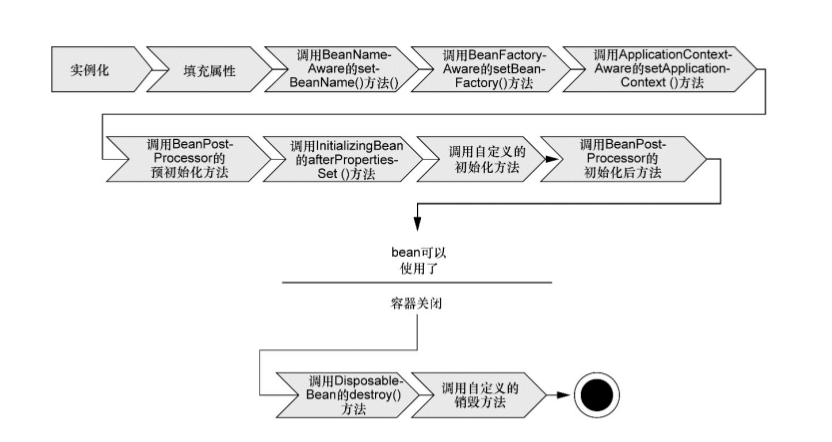 实例化
填充属性
调用BeanName-
Aware的set-
BeanName()方法()
调用BeanFactory-
Aware的setBean-
Factory()方法
调用ApplicationContext-
Aware的setApplication-
Context ()方法
调用BeanPost-
Processor的
预初始化方法
调用InitializingBean
的afterProperties-
Set ()方法
调用自定义的
初始化方法
调用BeanPost-
Processor的
初始化后方法
bean可以
使用了
容器关闭
调用Disposable-
Bean的destroy()
方法
调用自定义的
销毁方法